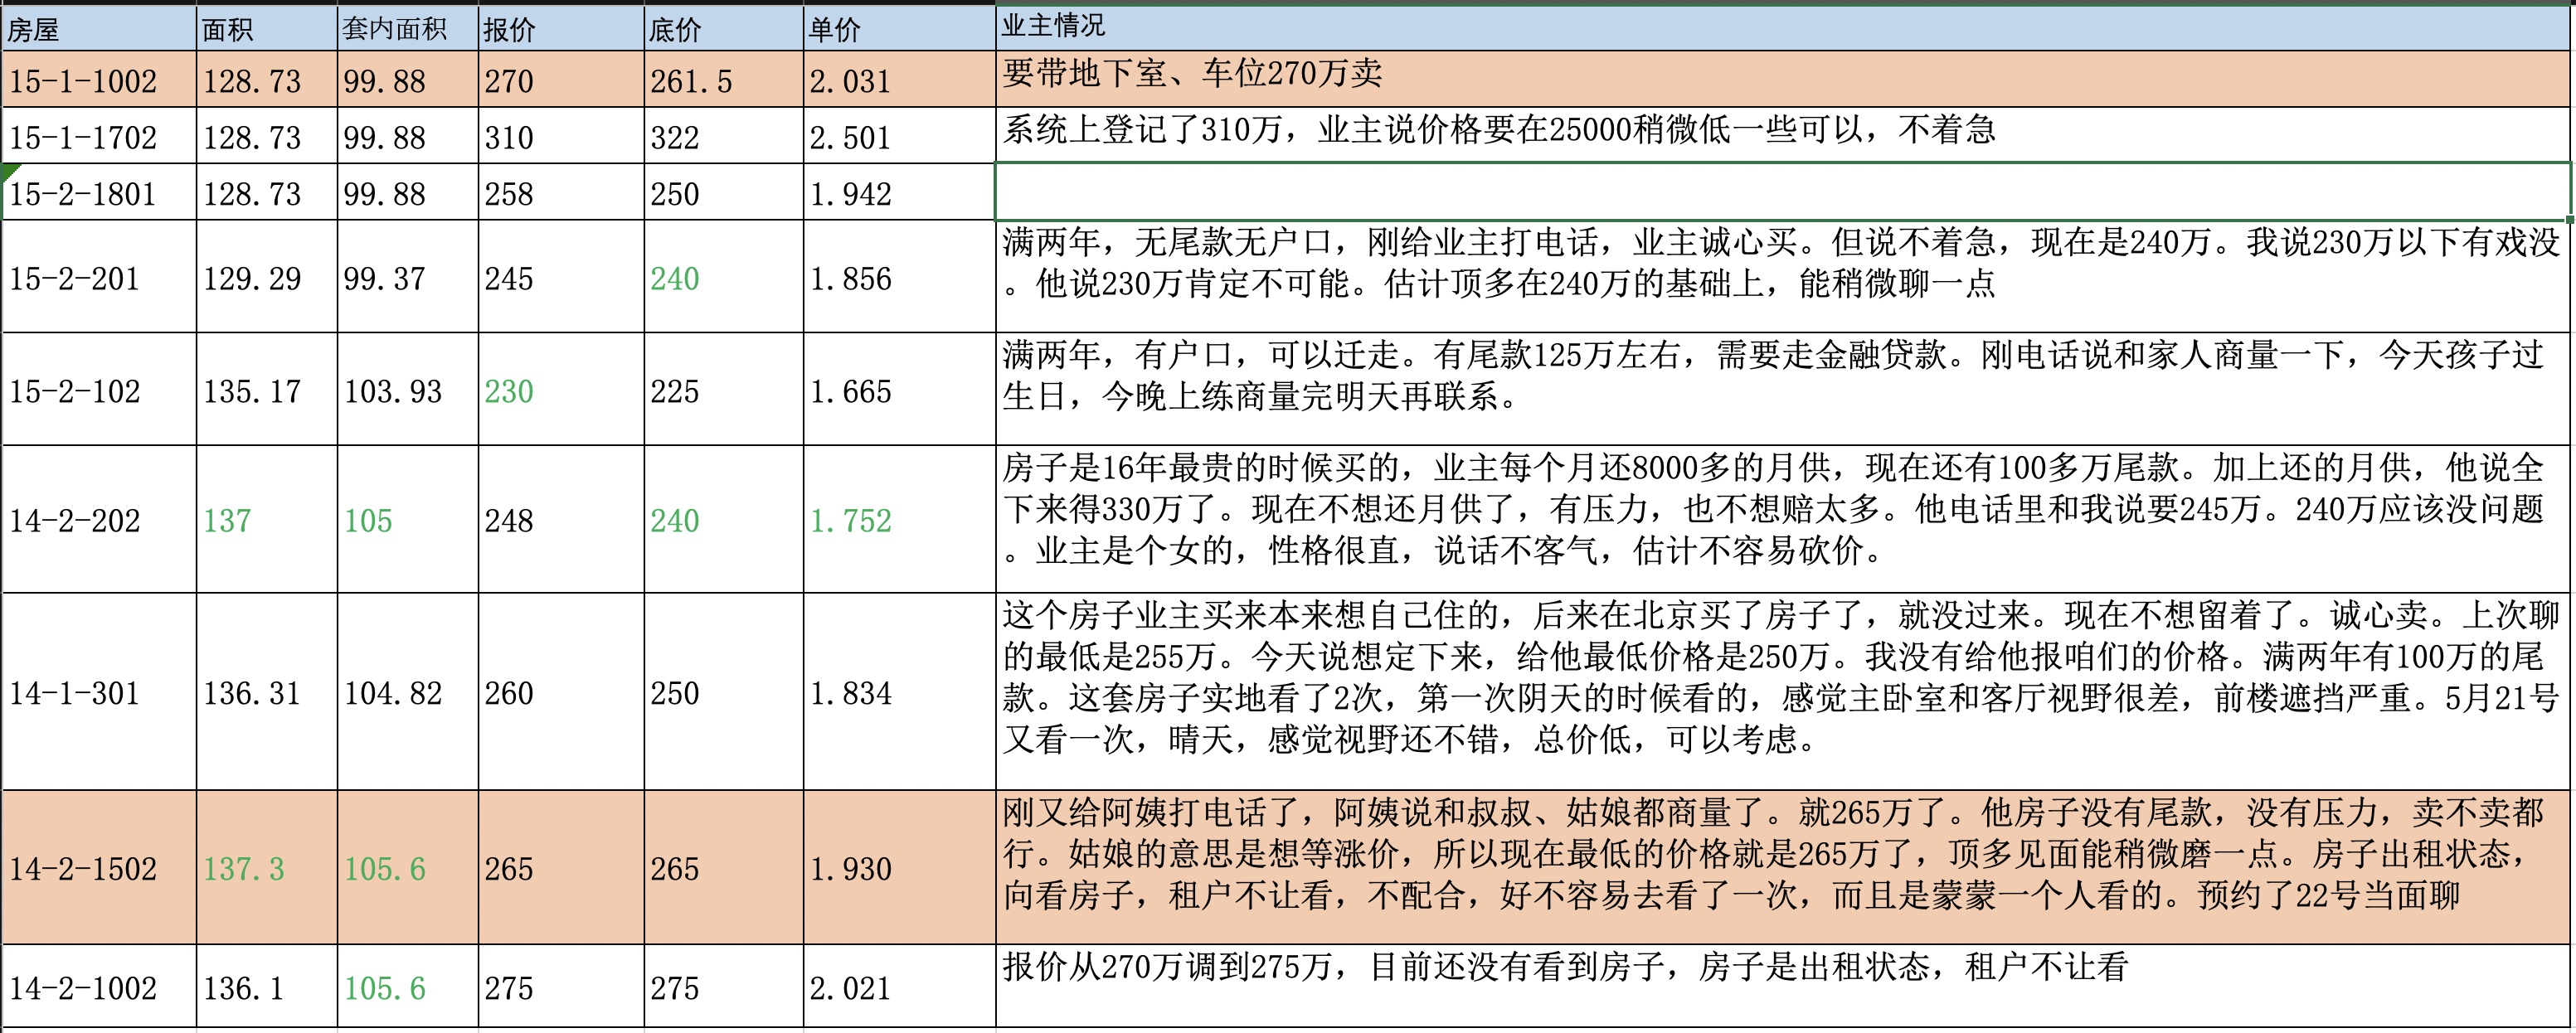 房屋 面积 套内面积 报价 底价 单价 业主情况
15-1-1002 128.73 99.88 270 261.5 2.031 要带地下室、车位270万卖
15-1-1702 128.73 99.88 310 322 2.501 系统上登记了310万，业主说价格要在25000稍微低一些可以，不着急
15-2-1801 128.73 99.88 258 250 1.942
15-2-201 129.29 99.37 245 240 1.856 满两年，无尾款无户口，刚给业主打电话，业主诚心买。但说不着急，现在是240万。我说230万以下有戏没
。他说230万肯定不可能。估计顶多在240万的基础上，能稍微聊一点
15-2-102 135.17 103.93 230 225 1.665 满两年，有户口，可以迁走。有尾款125万左右，需要走金融贷款。刚电话说和家人商量一下，今天孩子过
生日，今晚上练商量完明天再联系。
14-2-202 137 105 248 240 1.752 房子是16年最贵的时候买的，业主每个月还8000多的月供，现在还有100多万尾款。加上还的月供，他说全
下来得330万了。现在不想还月供了，有压力，也不想赔太多。他电话里和我说要245万。240万应该没问题
。业主是个女的，性格很直，说话不客气，估计不容易砍价。
14-1-301 136.31 104.82 260 250 1.834 这个房子业主买来本来想自己住的，后来在北京买了房子了，就没过来。现在不想留着了。诚心卖。上次聊
的最低是255万。今天说想定下来，给他最低价格是250万。我没有给他报咱们的价格。满两年有100万的尾
款。这套房子实地看了2次，第一次阴天的时候看的，感觉主卧室和客厅视野很差，前楼遮挡严重。5月21号
又看一次，晴天，感觉视野还不错，总价低，可以考虑。
14-2-1502 137.3 105.6 265 265 1.930 刚又给阿姨打电话了，阿姨说和叔叔、姑娘都商量了。就265万了。他房子没有尾款，没有压力，卖不卖都
行。姑娘的意思是想等涨价，所以现在最低的价格就是265万了，顶多见面能稍微磨一点。房子出租状态，
向看房子，租户不让看，不配合，好不容易去看了一次，而且是蒙蒙一个人看的。预约了22号当面聊
14-2-1002 136.1 105.6 275 275 2.021 报价从270万调到275万，目前还没有看到房子，房子是出租状态，租户不让看